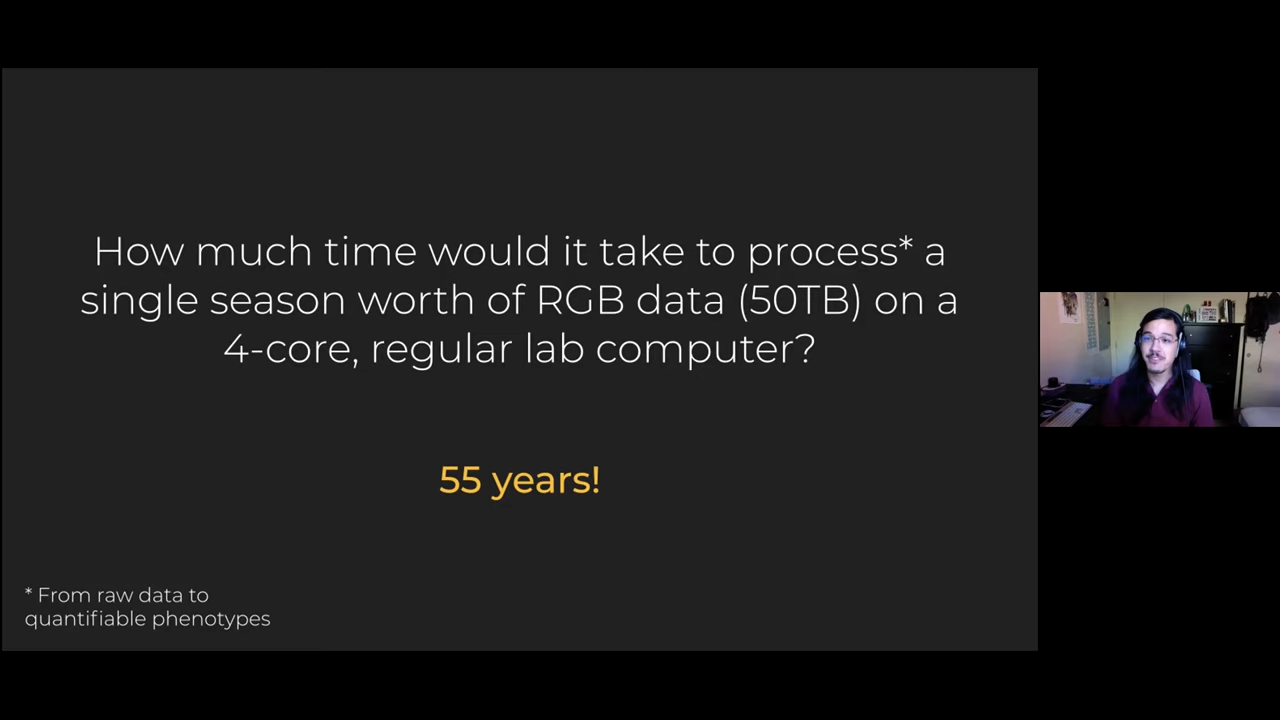 How much time would it take to process* a
single season worth of RGB data (50TB) on a
4-core, regular lab computer?
55 years!
* From raw data to
quantifiable phenotypes